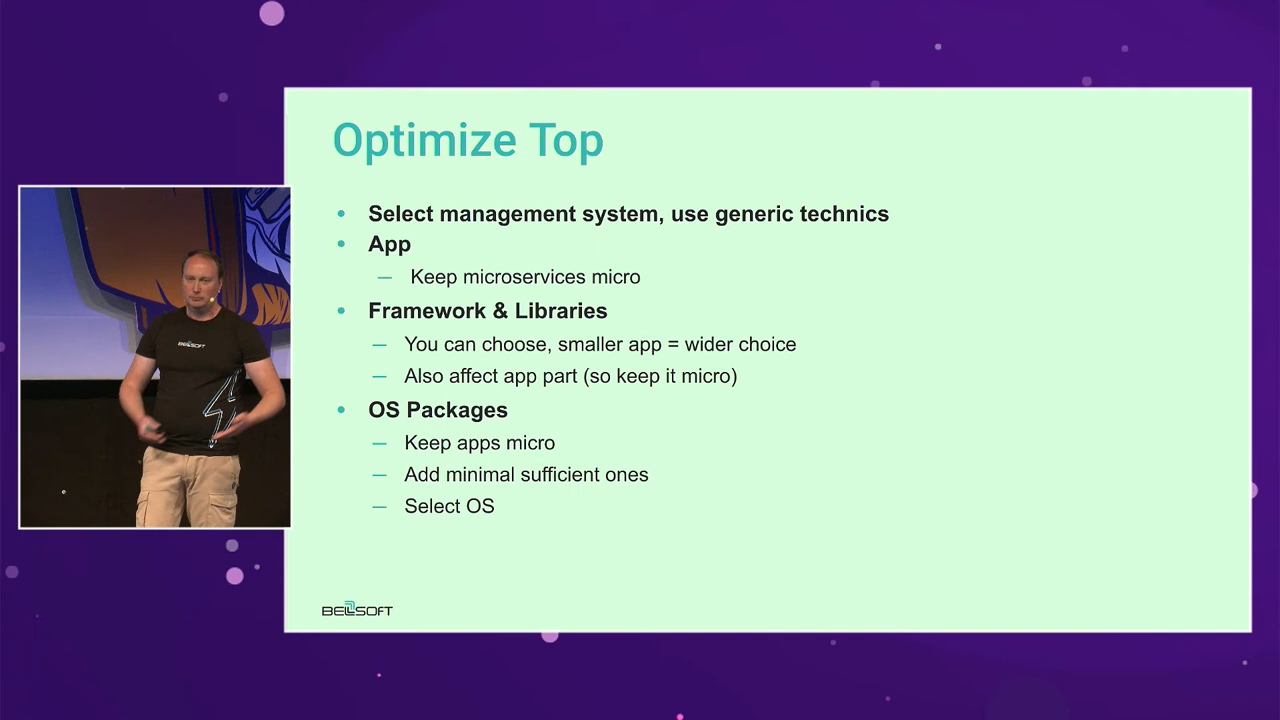 Optimize Top
• Select management system, use generic technics
• App
— Keep microservices micro
• Framework & Libraries
— You can choose, smaller app = wider choice
— Also affect app part (so keep it micro)
• OS Packages
— Keep apps micro
— Add minimal sufficient ones
— Select OS
BELLSOFT
BELLSOFT